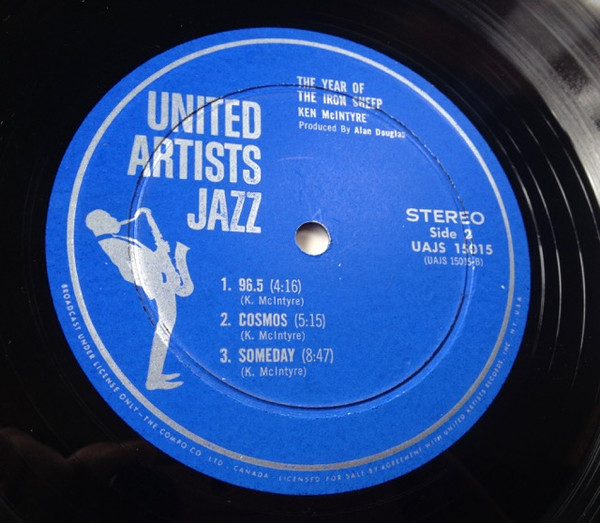 THE YEAR OF
THE IRON SHEEP
KEN McINTYRE
Produced By Alan Douglas
UNITED
ARTISTS
JAZZ
STEREO
Side 2
UAJS 15015
(UAJS 15015-B)
1. 96.5 (4:16)
(K. McIntyre)
2. COSMOS (5:15)
(K. McIntyre)
3. SOMEDAY (8:47)
(K. McIntyre)
BROADCAST UNDER LICENSE ONLY—THE COMPO CO. LTD., CANADA. LICENSED FOR SALE BY AGREEMENT WITH UNITED ARTISTS RECORDS, INC. N.Y., U.S.A.